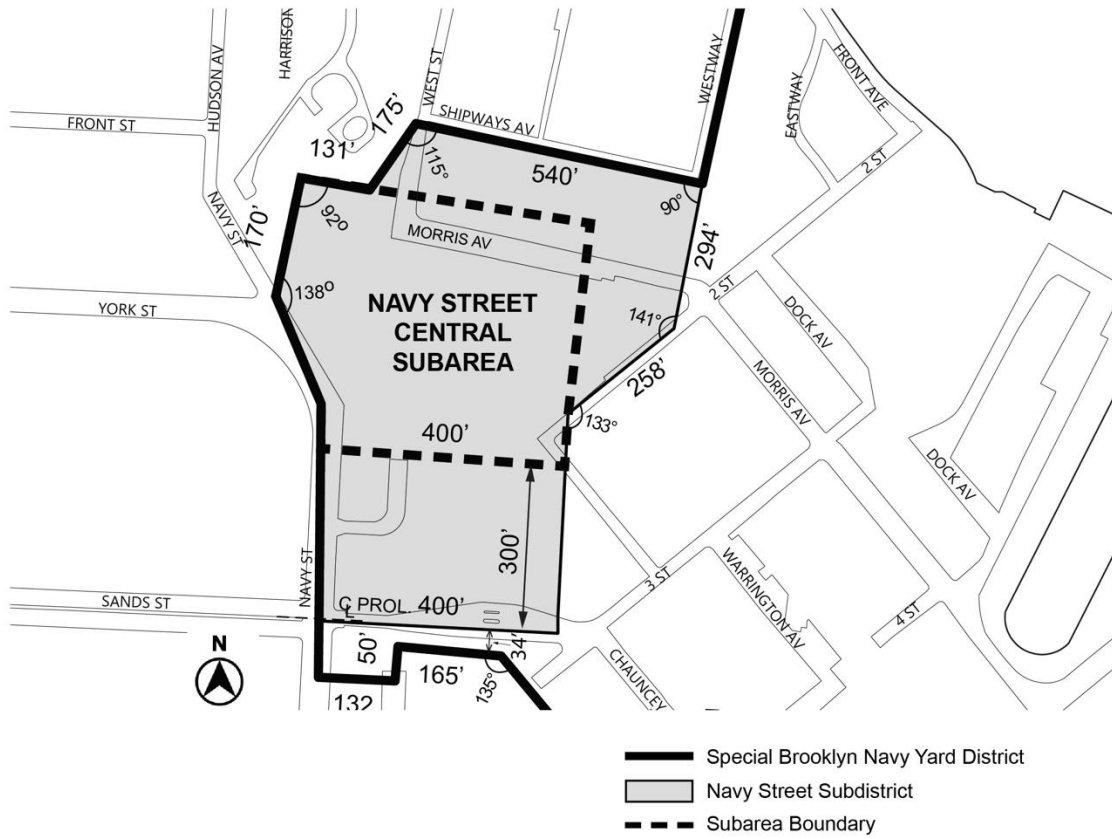 HUDSON AV
HARRISON
WEST ST
SHIPWAYS AV
WESTWAY
EASTWAY
FRONT AVE
FRONT ST
175’
131’
115°
540’
90°
2 ST
NAVY ST
170’
92º
MORRIS AV
294’
YORK ST
138º
NAVY STREET
CENTRAL
SUBAREA
141°
2 ST
DOCK AV
258’
MORRIS AV
400’
133°
DOCK AV
300’
NAVY ST
SANDS ST
C L PROL. 400’
3 ST
WARRINGTON AV
4 ST
N
50’
165’
34’
135°
132
CHAUNCEY
Special Brooklyn Navy Yard District
Navy Street Subdistrict
Subarea Boundary